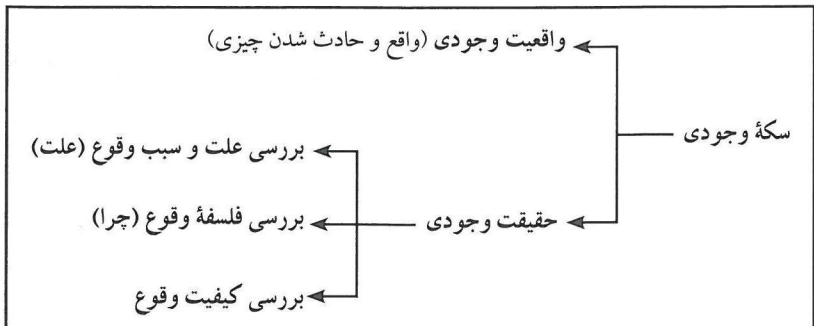 واقعیت وجودی (واقع و حادث شدن چیزی)
سکهٔ وجودی
بررسی علت و سبب وقوع (علت)
حقیقت وجودی
بررسی فلسفهٔ وقوع (چرا)
بررسی کیفیت وقوع